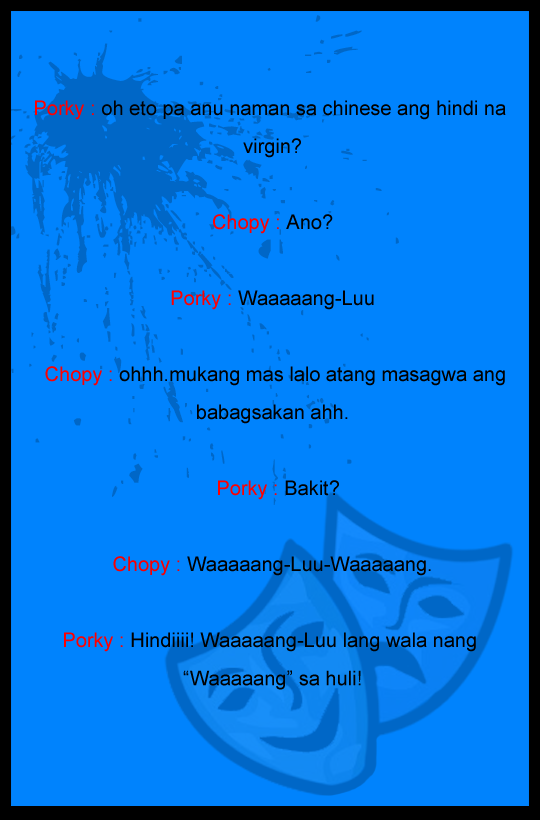 Porky : oh eto pa anu naman sa chinese ang hindi na
virgin?
Chopy : Ano?
Porky : Waaaaang-Luu
Chopy : ohhh.mukang mas lalo atang masagwa ang
babagsakan ahh.
Porky : Bakit?
Chopy : Waaaaang-Luu-Waaaaang.
Porky : Hindiiii! Waaaaang-Luu lang wala nang
“Waaaaang” sa huli!